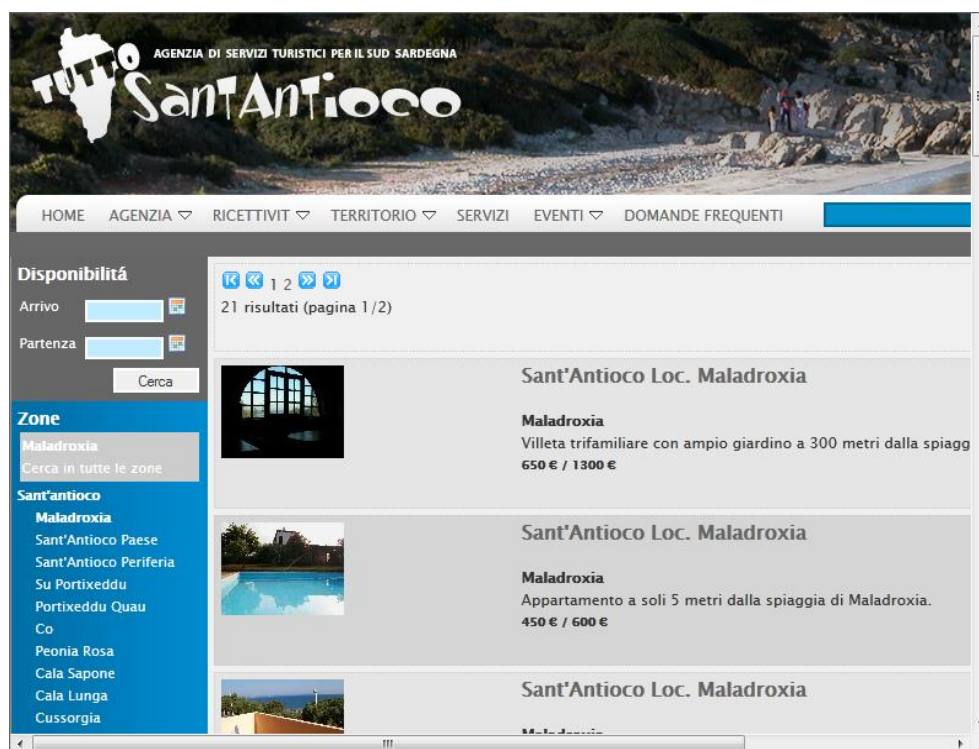 AGENZIA DI SERVIZI TURISTICI PER IL SUD SARDEGNA
TUTTO
SanTAnTioco
HOME AGENZIA RICETTIVIT TERRITORIO SERVIZI EVENTI DOMANDE FREQUENTI
Disponibilitá
Arrivo
Partenza
Cerca
Zone
Maladroxia
Cerca in tutte le zone
Sant'antioco
Maladroxia
Sant'Antioco Paese
Sant'Antioco Periferia
Su Portixeddu
Portixeddu Quau
Co
Peonia Rosa
Cala Sapone
Cala Lunga
Cussorgia
1 2
21 risultati (pagina 1/2)
Sant'Antioco Loc. Maladroxia
Maladroxia
Villeta trifamiliare con ampio giardino a 300 metri dalla spiagg
650 € / 1300 €
Sant'Antioco Loc. Maladroxia
Maladroxia
Appartamento a soli 5 metri dalla spiaggia di Maladroxia.
450 € / 600 €
Sant'Antioco Loc. Maladroxia
Maladroxia